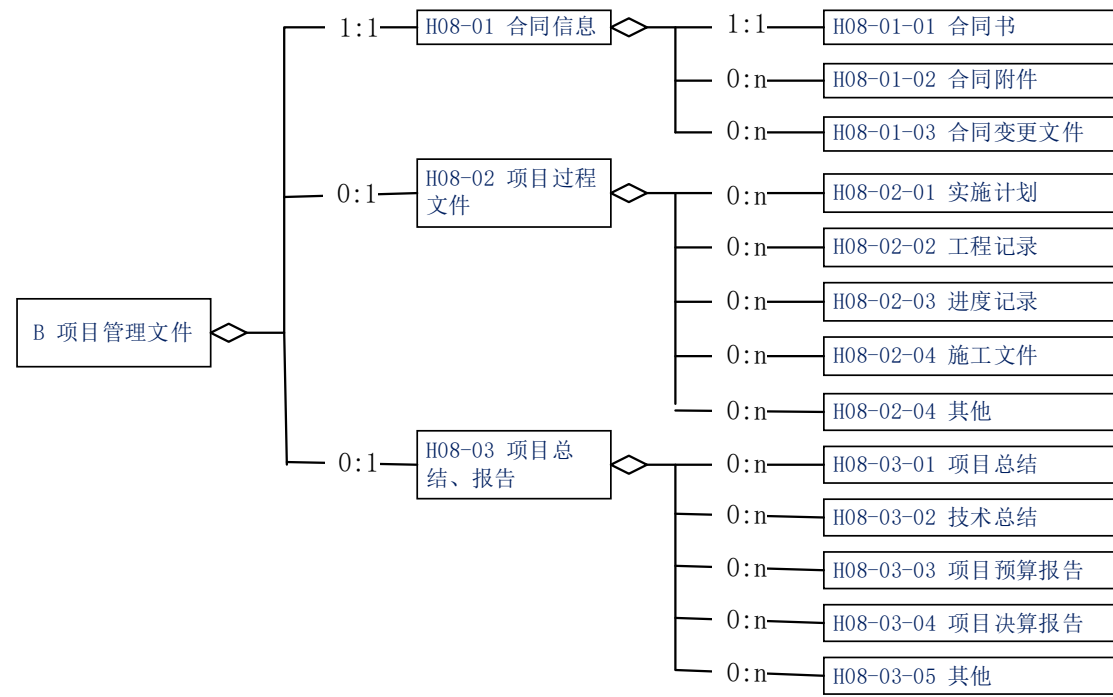 1:1
H08-01 合同信息
1:1
H08-01-01 合同书
0:n
H08-01-02 合同附件
0:n
H08-01-03 合同变更文件
0:1
H08-02 项目过程
文件
0:n
H08-02-01 实施计划
0:n
H08-02-02 工程记录
0:n
H08-02-03 进度记录
B 项目管理文件
0:n
H08-02-04 施工文件
0:n
H08-02-04 其他
0:1
H08-03 项目总
结、报告
0:n
H08-03-01 项目总结
0:n
H08-03-02 技术总结
0:n
H08-03-03 项目预算报告
0:n
H08-03-04 项目决算报告
0:n
H08-03-05 其他